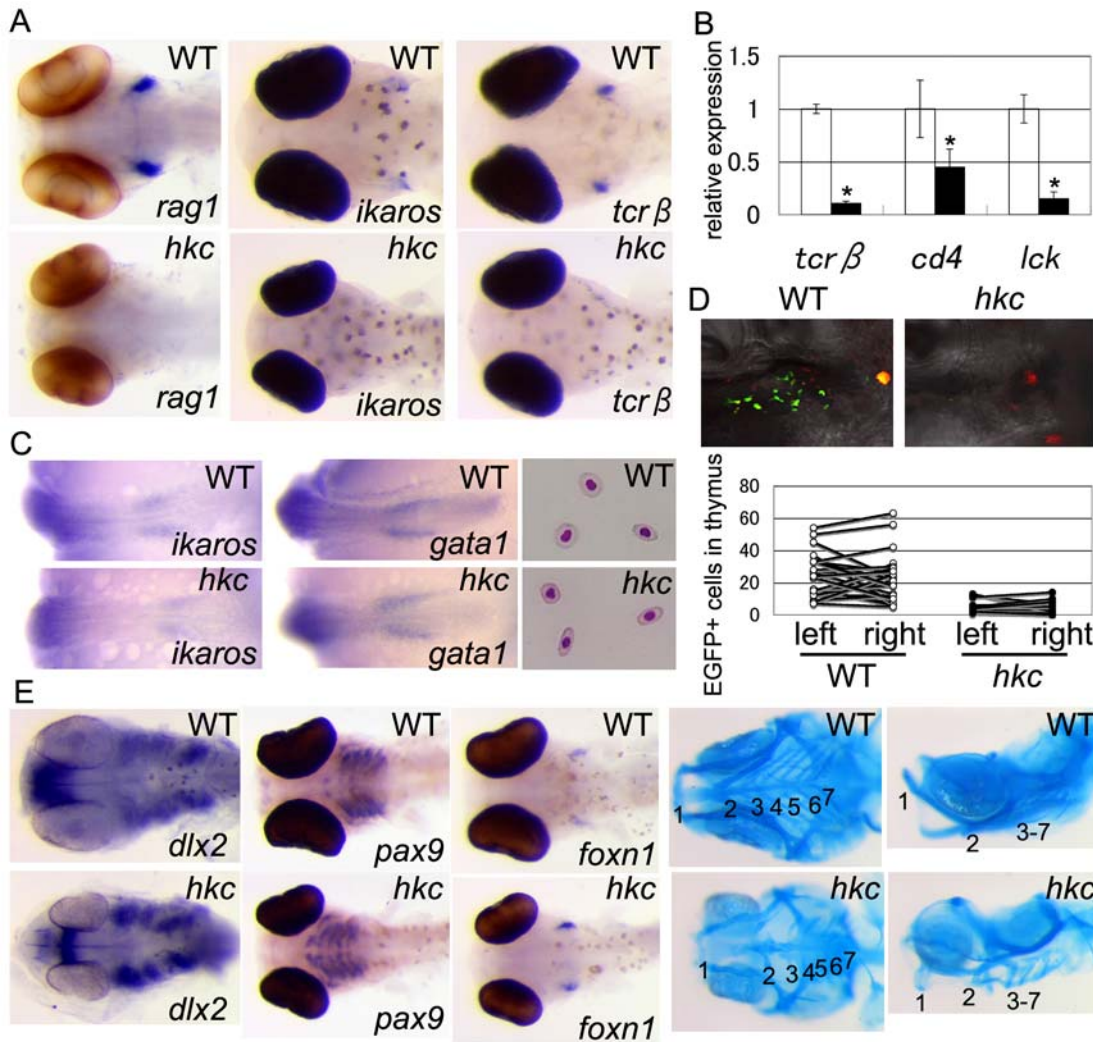 A
WT
WT
WT
rag1
ikaros
tcr β
hkc
hkc
hkc
rag1
ikaros
tcr β
B
relative expression
1.5
1
0.5
0
*
*
*
tcr β
cd4
lck
C
WT
WT
WT
ikaros
gata1
hkc
hkc
hkc
ikaros
gata1
D
WT
hkc
EGFP+ cells in thymus
80
60
40
20
0
left
right
left
right
WT
hkc
E
WT
WT
WT
WT
WT
dlx2
pax9
foxn1
1 2 3 4 5 6 7
1 2 3-7
hkc
hkc
hkc
hkc
hkc
dlx2
pax9
foxn1
1 2 3 4 5 6 7
1 2 3-7